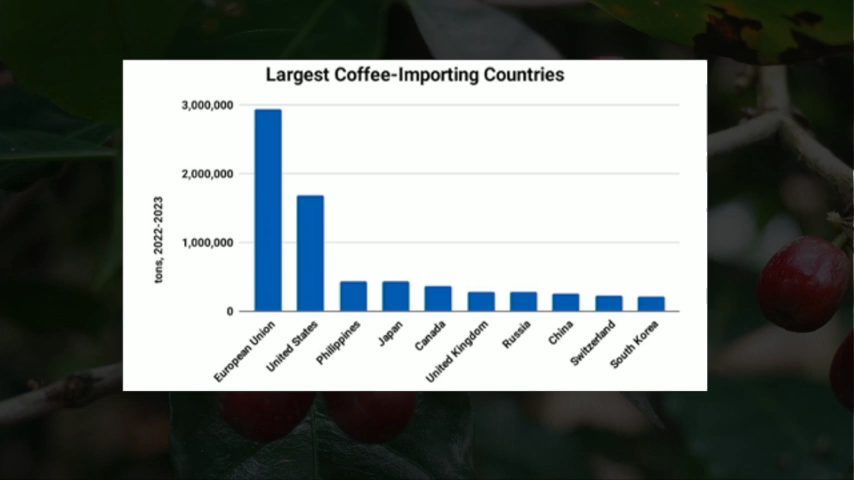 Largest Coffee-Importing Countries
3,000,000
2,000,000
1,000,000
0
tons, 2022-2023
European Union
United States
Philippines
Japan
Canada
United Kingdom
Russia
China
Switzerland
South Korea